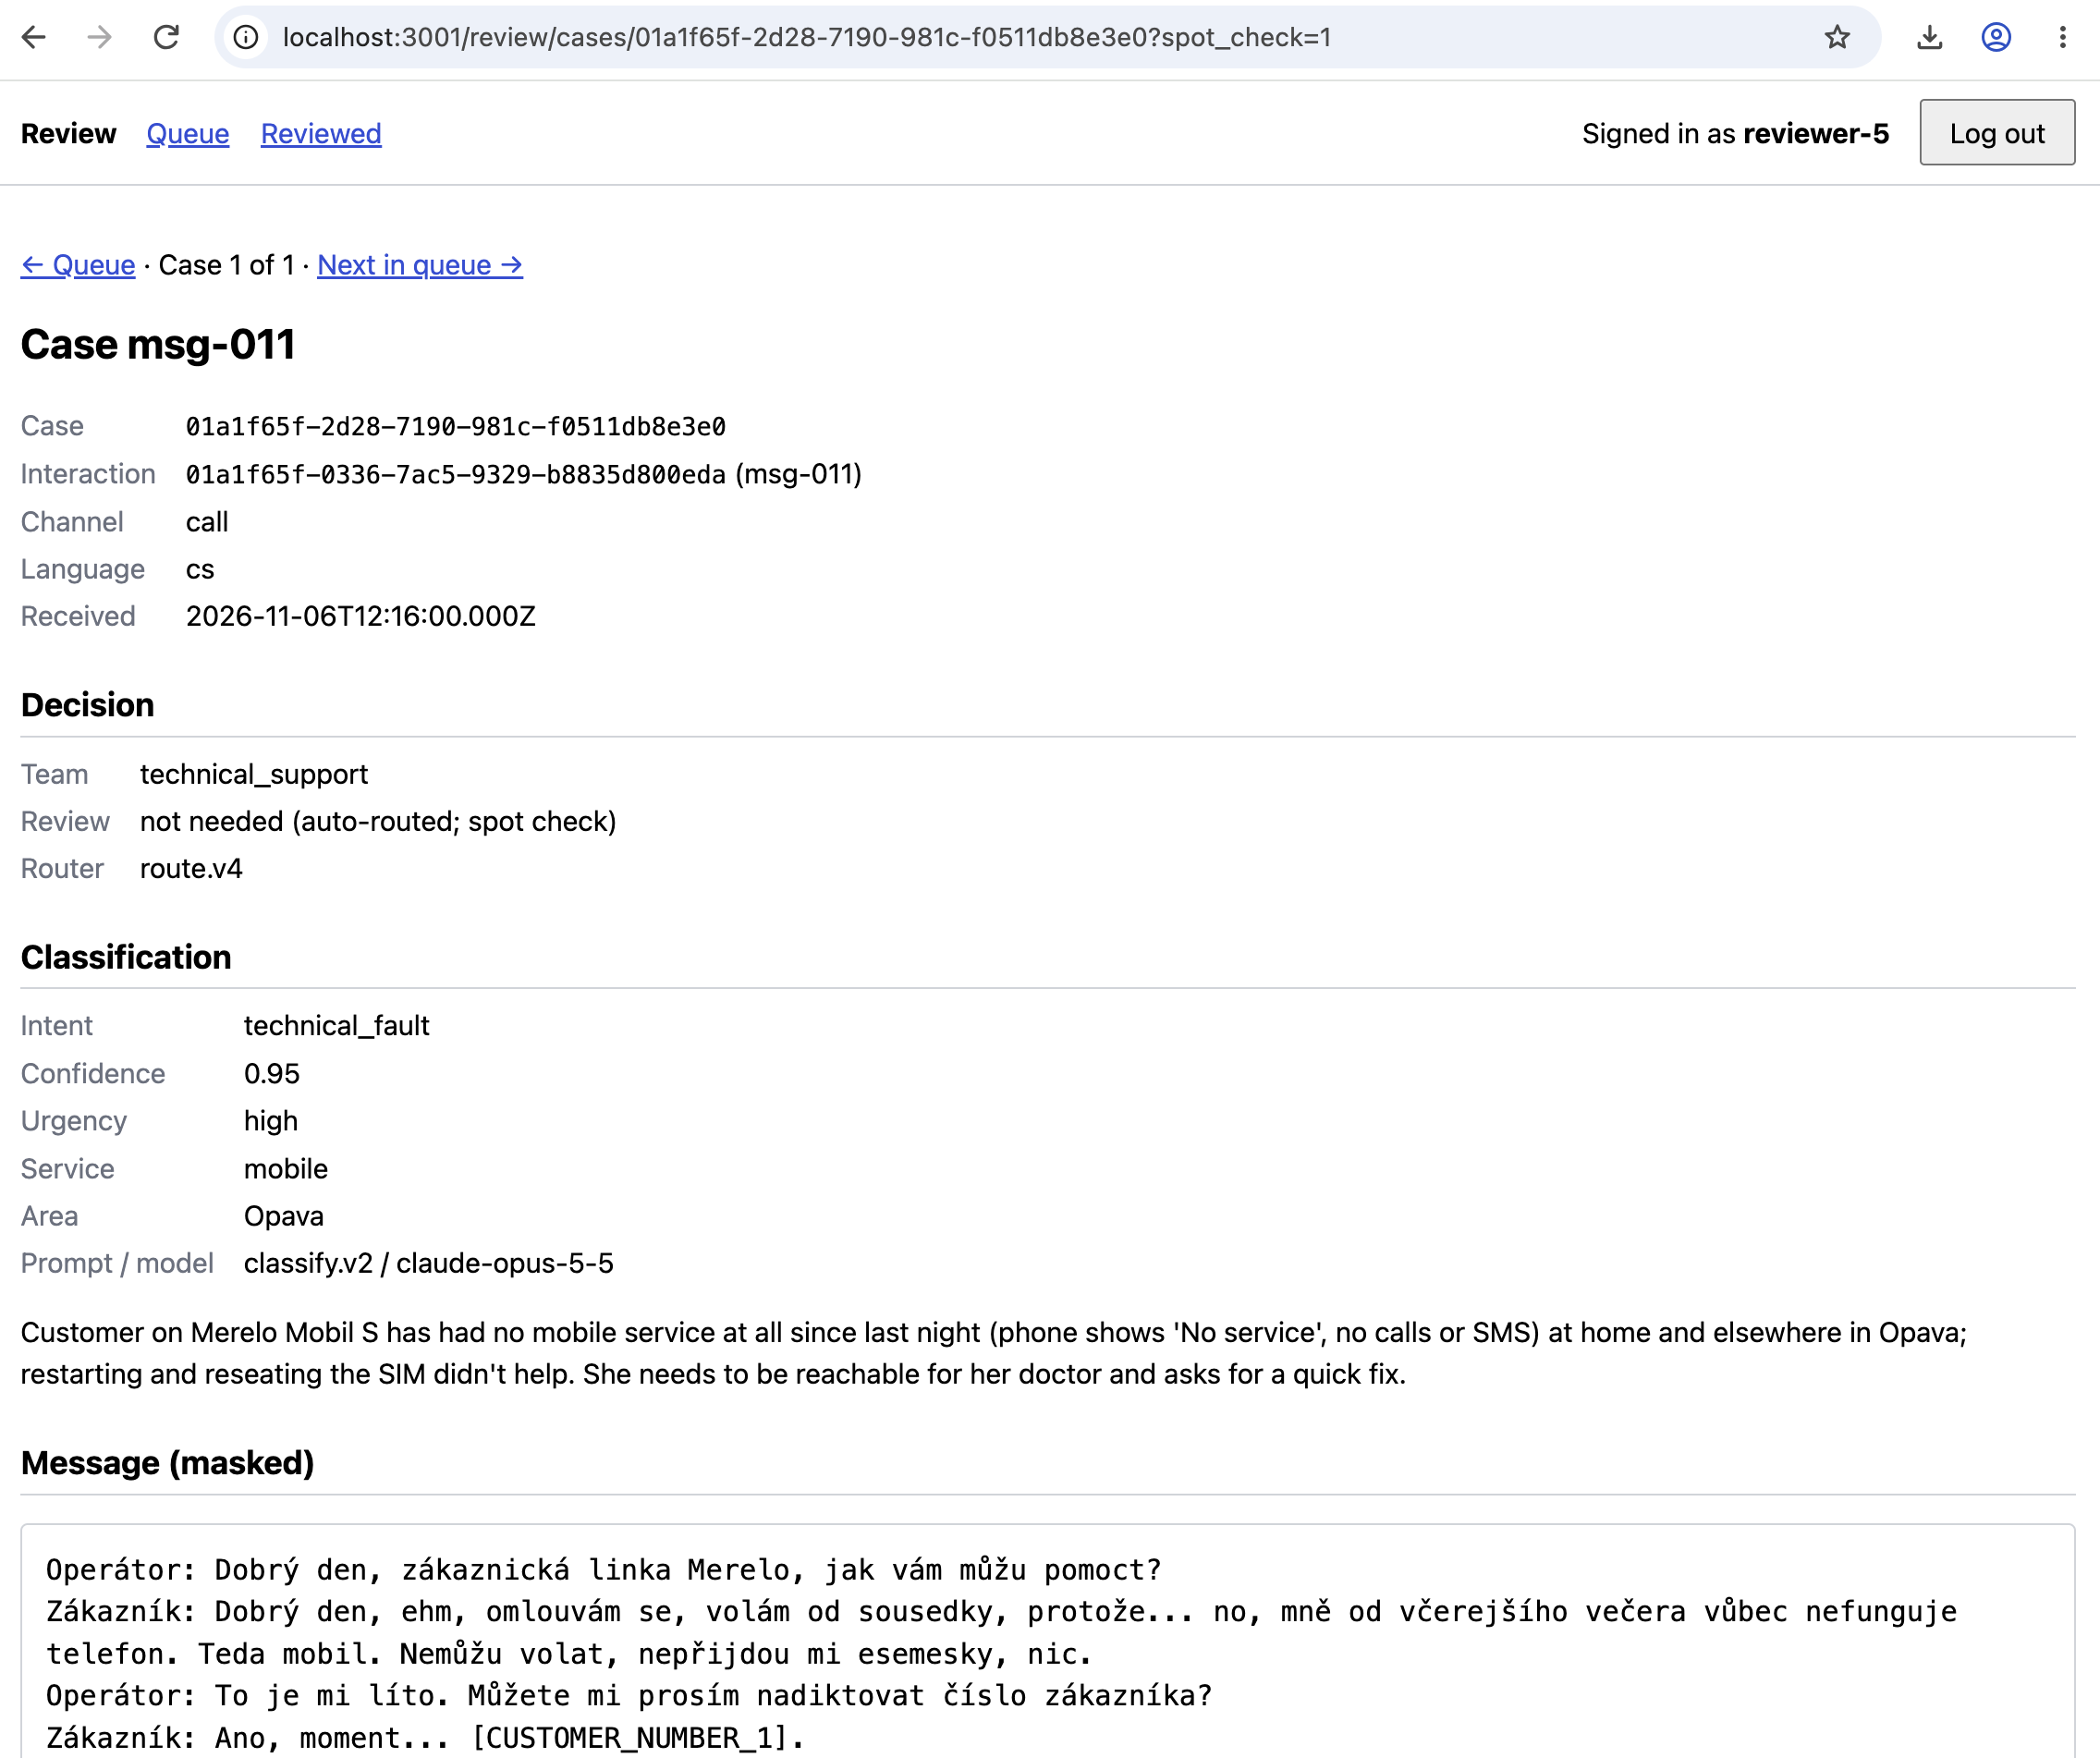 localhost:3001/review/cases/01a1f65f-2d28-7190-981c-f0511db8e3e0?spot_check=1
Review Queue Reviewed Signed in as reviewer-5 Log out
← Queue · Case 1 of 1 · Next in queue →
Case msg-011
Case 01a1f65f-2d28-7190-981c-f0511db8e3e0
Interaction 01a1f65f-0336-7ac5-9329-b8835d800eda (msg-011)
Channel call
Language cs
Received 2026-11-06T12:16:00.000Z
Decision
Team technical_support
Review not needed (auto-routed; spot check)
Router route.v4
Classification
Intent technical_fault
Confidence 0.95
Urgency high
Service mobile
Area Opava
Prompt / model classify.v2 / claude-opus-5-5
Customer on Merelo Mobil S has had no mobile service at all since last night (phone shows 'No service', no calls or SMS) at home and elsewhere in Opava;
restarting and reseating the SIM didn't help. She needs to be reachable for her doctor and asks for a quick fix.
Message (masked)
Operátor: Dobrý den, zákaznická linka Merelo, jak vám můžu pomoct?
Zákazník: Dobrý den, ehm, omlouvám se, volám od sousedky, protože... no, mně od včerejšího večera vůbec nefunguje
telefon. Teda mobil. Nemůžu volat, nepřijdou mi esemesky, nic.
Operátor: To je mi líto. Můžete mi prosím nadiktovat číslo zákazníka?
Zákazník: Ano, moment... [CUSTOMER_NUMBER_1].